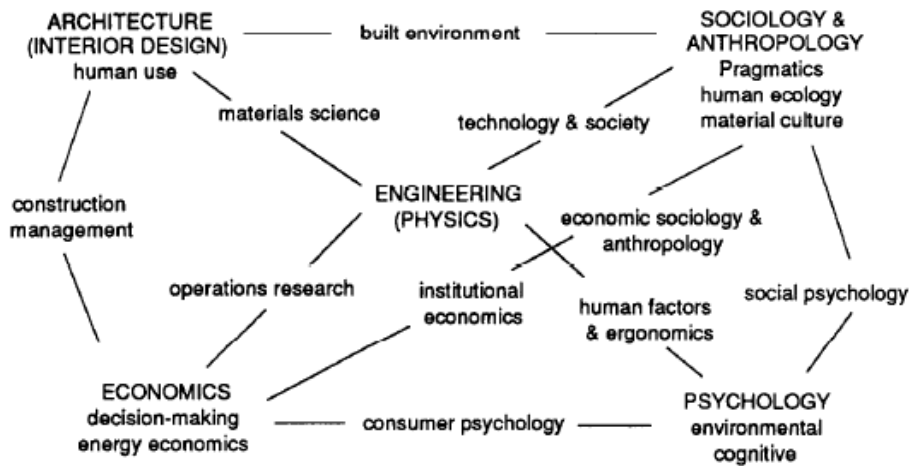 ARCHITECTURE
(INTERIOR DESIGN)
human use
built environment
SOCIOLOGY &
ANTHROPOLOGY
Pragmatics
human ecology
material culture
materials science
technology & society
ENGINEERING
(PHYSICS)
construction
management
economic sociology &
anthropology
operations research
institutional
economics
human factors
& ergonomics
social psychology
ECONOMICS
decision-making
energy economics
consumer psychology
PSYCHOLOGY
environmental
cognitive